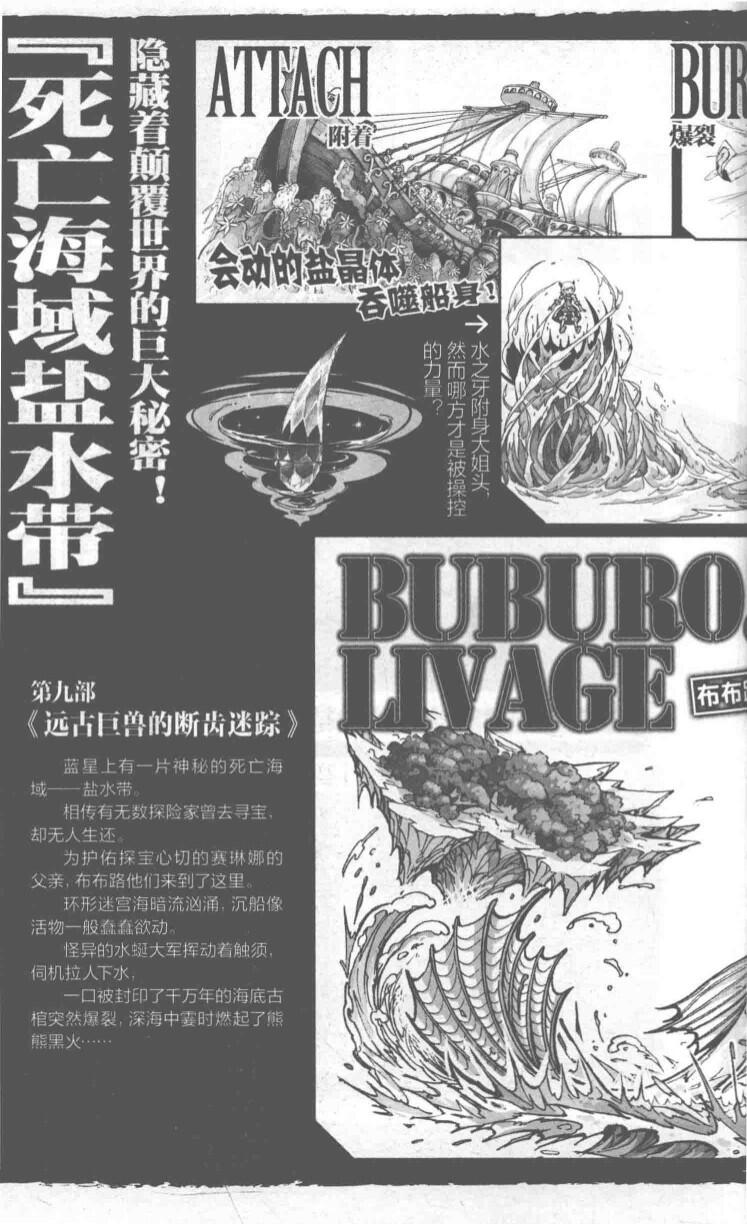 『死亡海域盐水带』
隐藏着颠覆世界的巨大秘密！
ATTACH
附着
会动的盐晶体
吞噬船身！
BUR
爆裂
→水之牙附身大姐头，
然而哪方才是被操控
的力量？
BUBURO
LIVAGE
布布
第九部
《远古巨兽的断齿迷踪》
蓝星上有一片神秘的死亡海
域——盐水带。
相传有无数探险家曾去寻宝，
却无人生还。
为护佑探宝心切的赛琳娜的
父亲，布布路他们来到了这里。
环形迷宫海暗流汹涌，沉船像
活物一般蠢蠢欲动。
怪异的水蜒大军挥动着触须，
伺机拉人下水，
一口被封印了千万年的海底古
棺突然爆裂，深海中霎时燃起了熊
熊黑火……